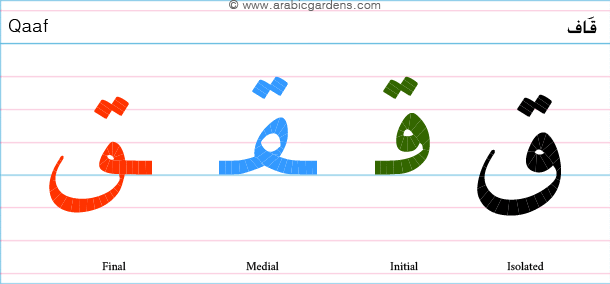 © www.arabicgardens.com
Qaaf قَاف
ق ـقـ قـ ـق
Final Medial Initial Isolated